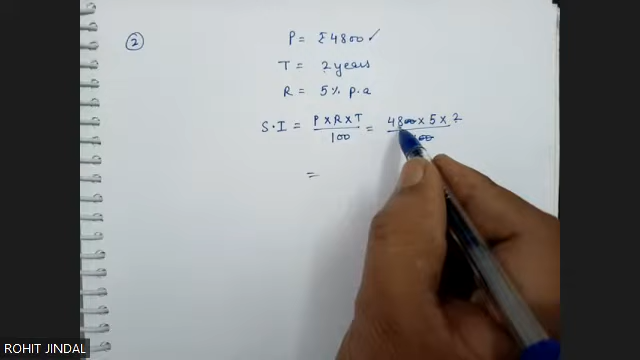 ② P = ₹4800 ✓
T = 2 years
R = 5% p.a
S.I = P × R × T / 100 = 4800 × 5 × 2 / 100
=
ROHIT JINDAL